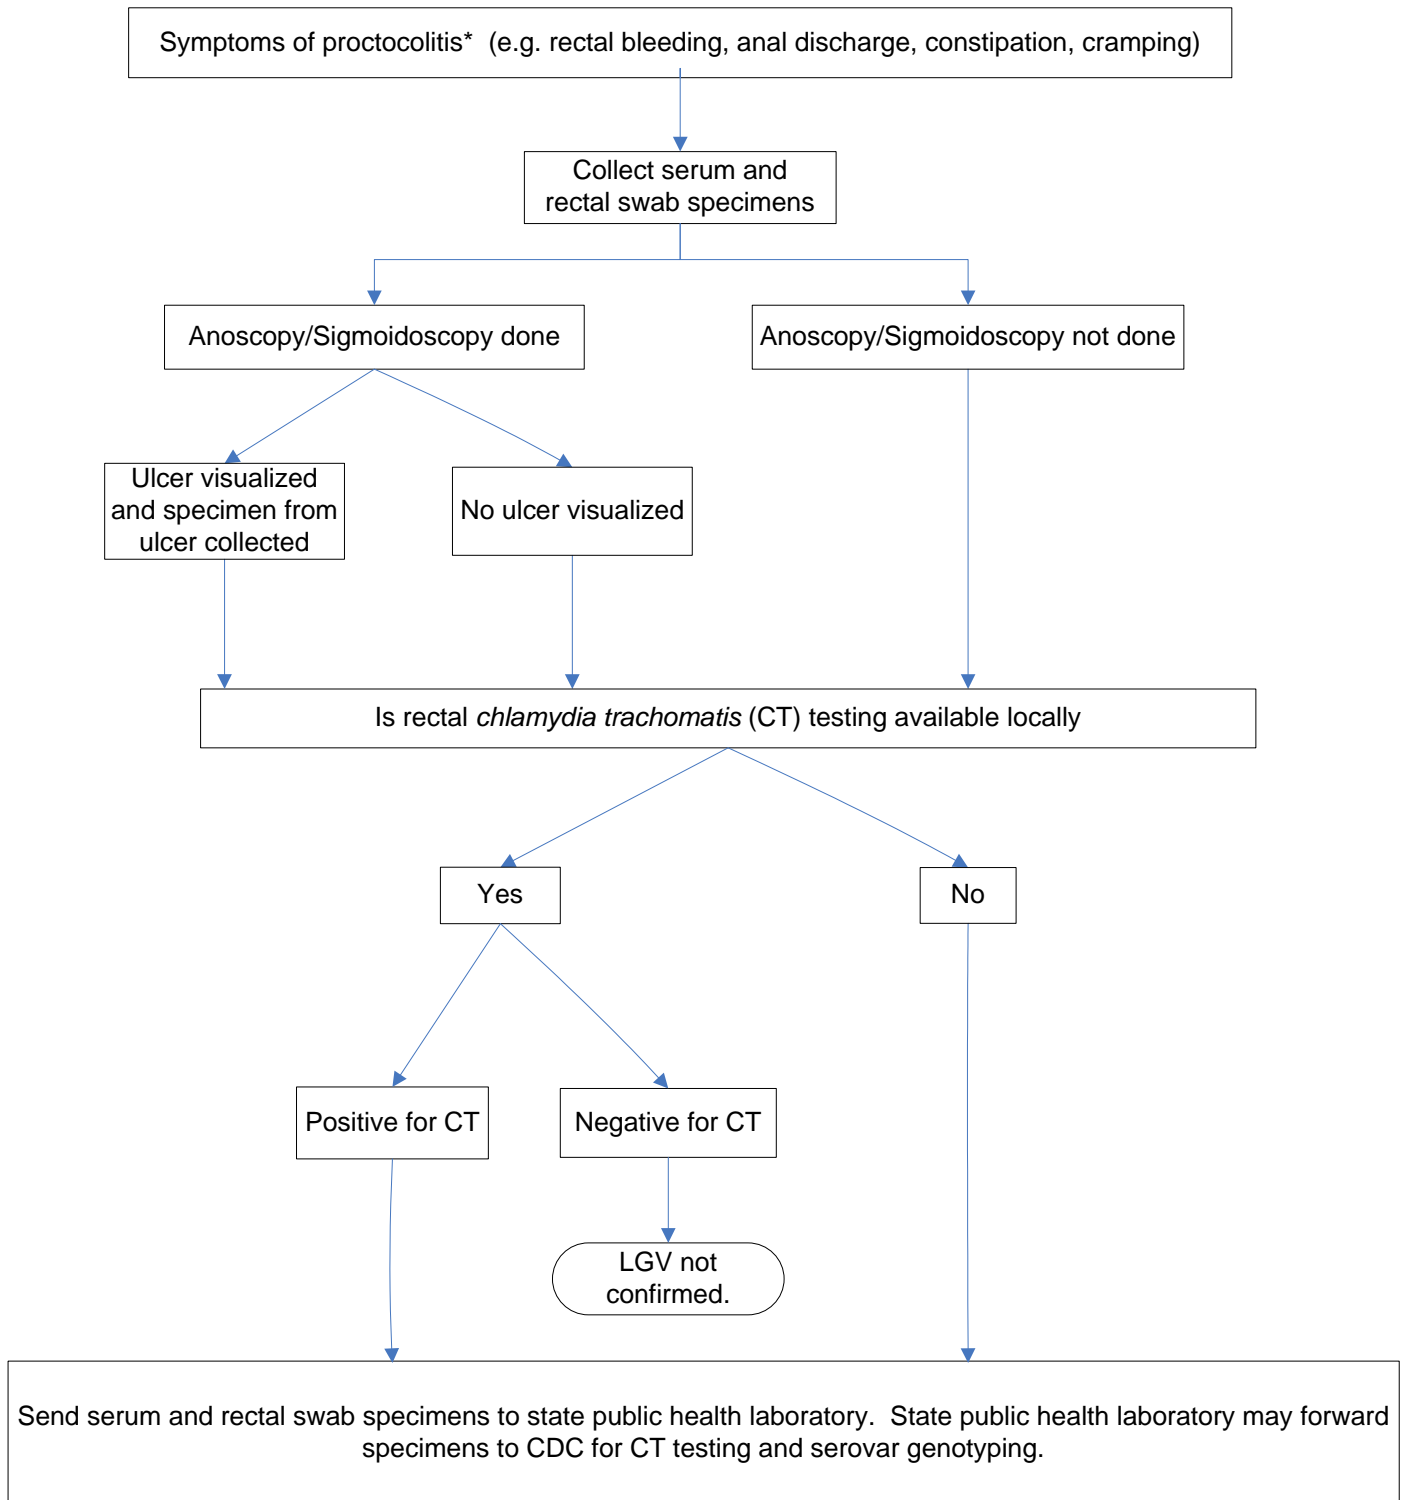 Symptoms of proctocolitis*  (e.g. rectal bleeding, anal discharge, constipation, cramping)
Collect serum and
rectal swab specimens
Anoscopy/Sigmoidoscopy done
Anoscopy/Sigmoidoscopy not done
Ulcer visualized
and specimen from
ulcer collected
No ulcer visualized
Is rectal chlamydia trachomatis (CT) testing available locally
Yes
No
Positive for CT
Negative for CT
LGV not
confirmed.
Send serum and rectal swab specimens to state public health laboratory.  State public health laboratory may forward
specimens to CDC for CT testing and serovar genotyping.